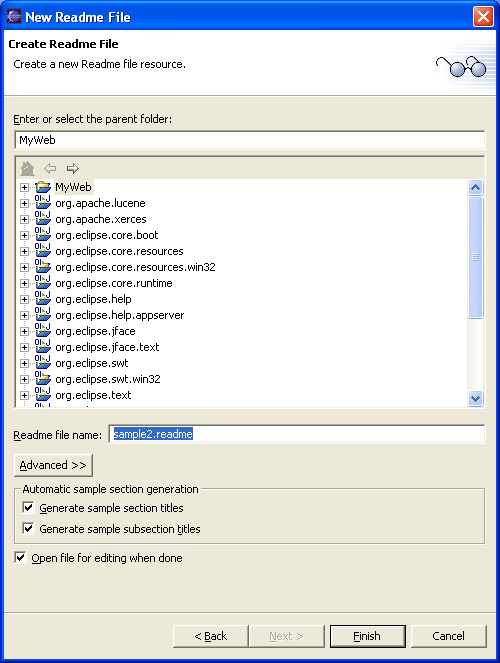 New Readme File
Create Readme File
Create a new Readme file resource.
Enter or select the parent folder:
MyWeb
MyWeb
org.apache.lucene
org.apache.xerces
org.eclipse.core.boot
org.eclipse.core.resources
org.eclipse.core.resources.win32
org.eclipse.core.runtime
org.eclipse.help
org.eclipse.help.appserver
org.eclipse.jface
org.eclipse.jface.text
org.eclipse.swt
org.eclipse.swt.win32
org.eclipse.text
Readme file name: sample2.readme
Advanced >>
Automatic sample section generation
Generate sample section titles
Generate sample subsection titles
Open file for editing when done
< Back Next > Finish Cancel